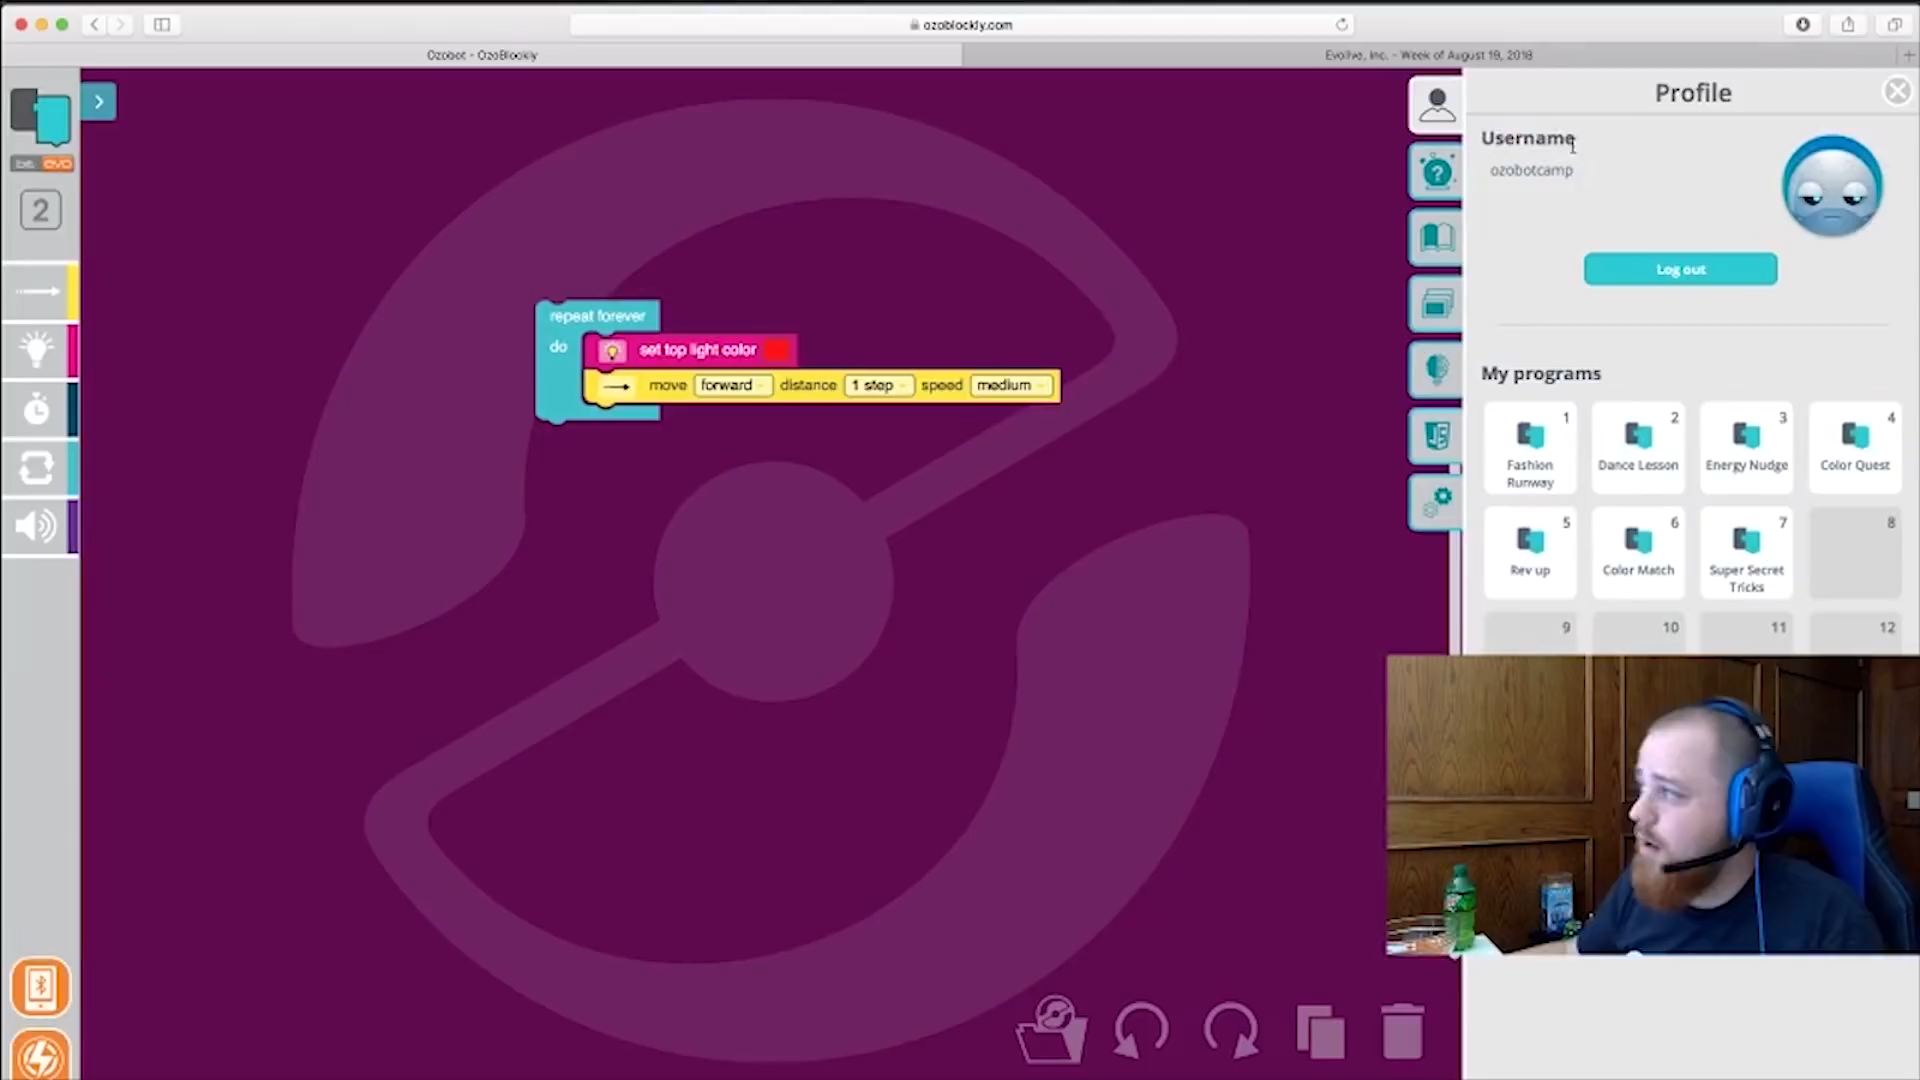 ozoblockly.com
Ozobot - OzoBlockly
Evollve, Inc. - Week of August 19, 2018
bit evo
2
repeat forever
do
set top light color
move forward distance 1 step speed medium
Profile
Username
ozobotcamp
Log out
My programs
1 2 3 4
Fashion Runway
Dance Lesson
Energy Nudge
Color Quest
5 6 7 8
Rev up
Color Match
Super Secret Tricks
9 10 11 12
?
JS